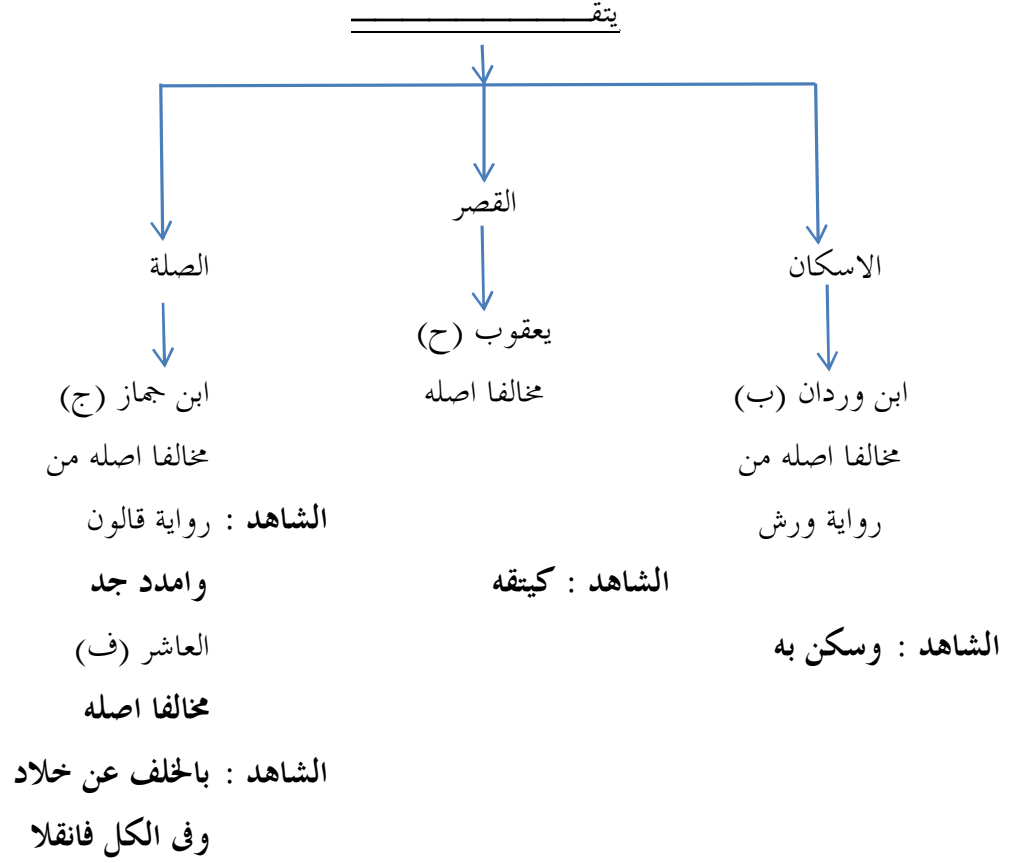 يتقـــــــــــــــــــــــ
القصر
الاسكان
الصلة
يعقوب (ح)
مخالفا اصله
ابن وردان (ب)
مخالفا اصله من
رواية ورش
ابن جماز (ج)
مخالفا اصله من
الشاهد : رواية قالون
وامدد جد
الشاهد : كيتقه
الشاهد : وسكن به
العاشر (ف)
مخالفا اصله
الشاهد : بالخلف عن خلاد
وفى الكل فانقلا